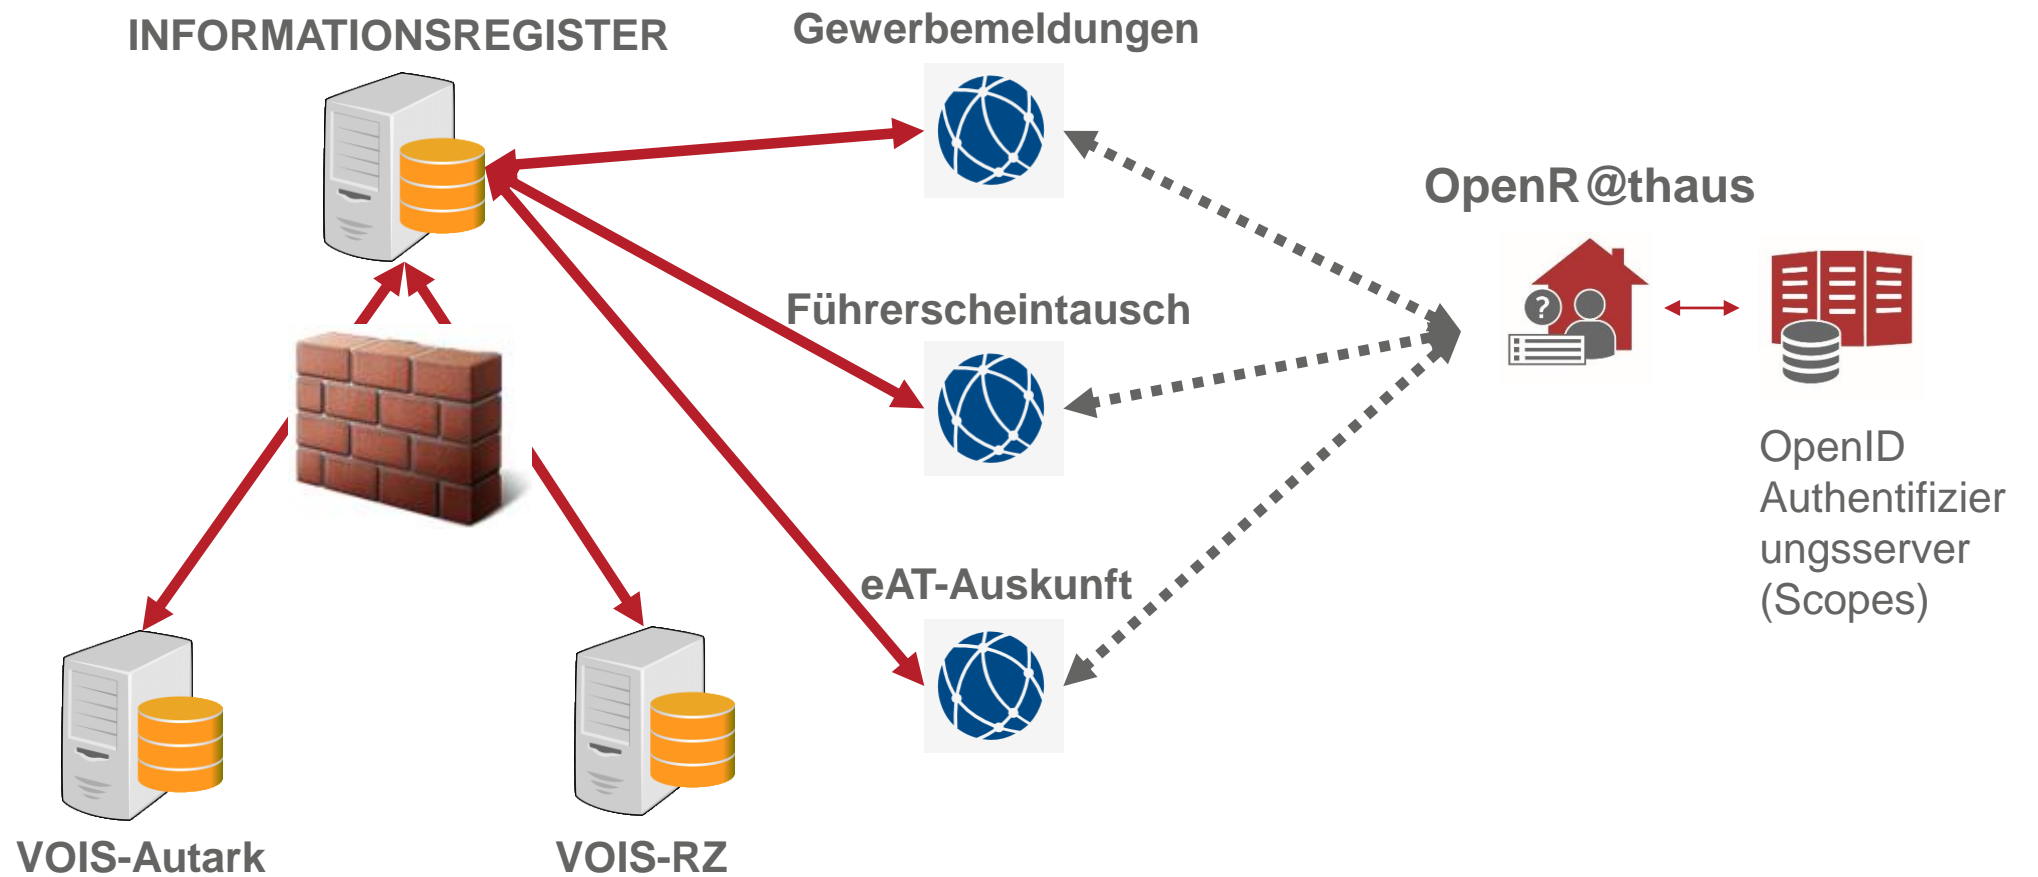 INFORMATIONSREGISTER
Gewerbemeldungen
OpenR@thaus
Führerscheintausch
?
OpenID
Authentifizier
ungsserver
(Scopes)
eAT-Auskunft
VOIS-Autark
VOIS-RZ